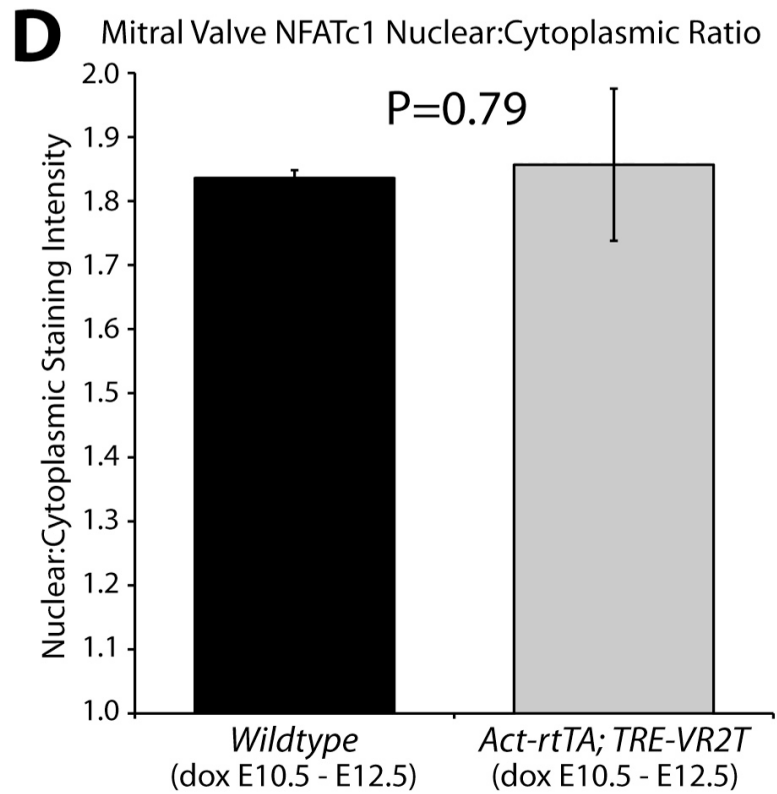 D
Mitral Valve NFATc1 Nuclear:Cytoplasmic Ratio
P=0.79
Nuclear:Cytoplasmic Staining Intensity
2.0
1.9
1.8
1.7
1.6
1.5
1.4
1.3
1.2
1.1
1.0
Wildtype
(dox E10.5 - E12.5)
Act-rtTA; TRE-VR2T
(dox E10.5 - E12.5)